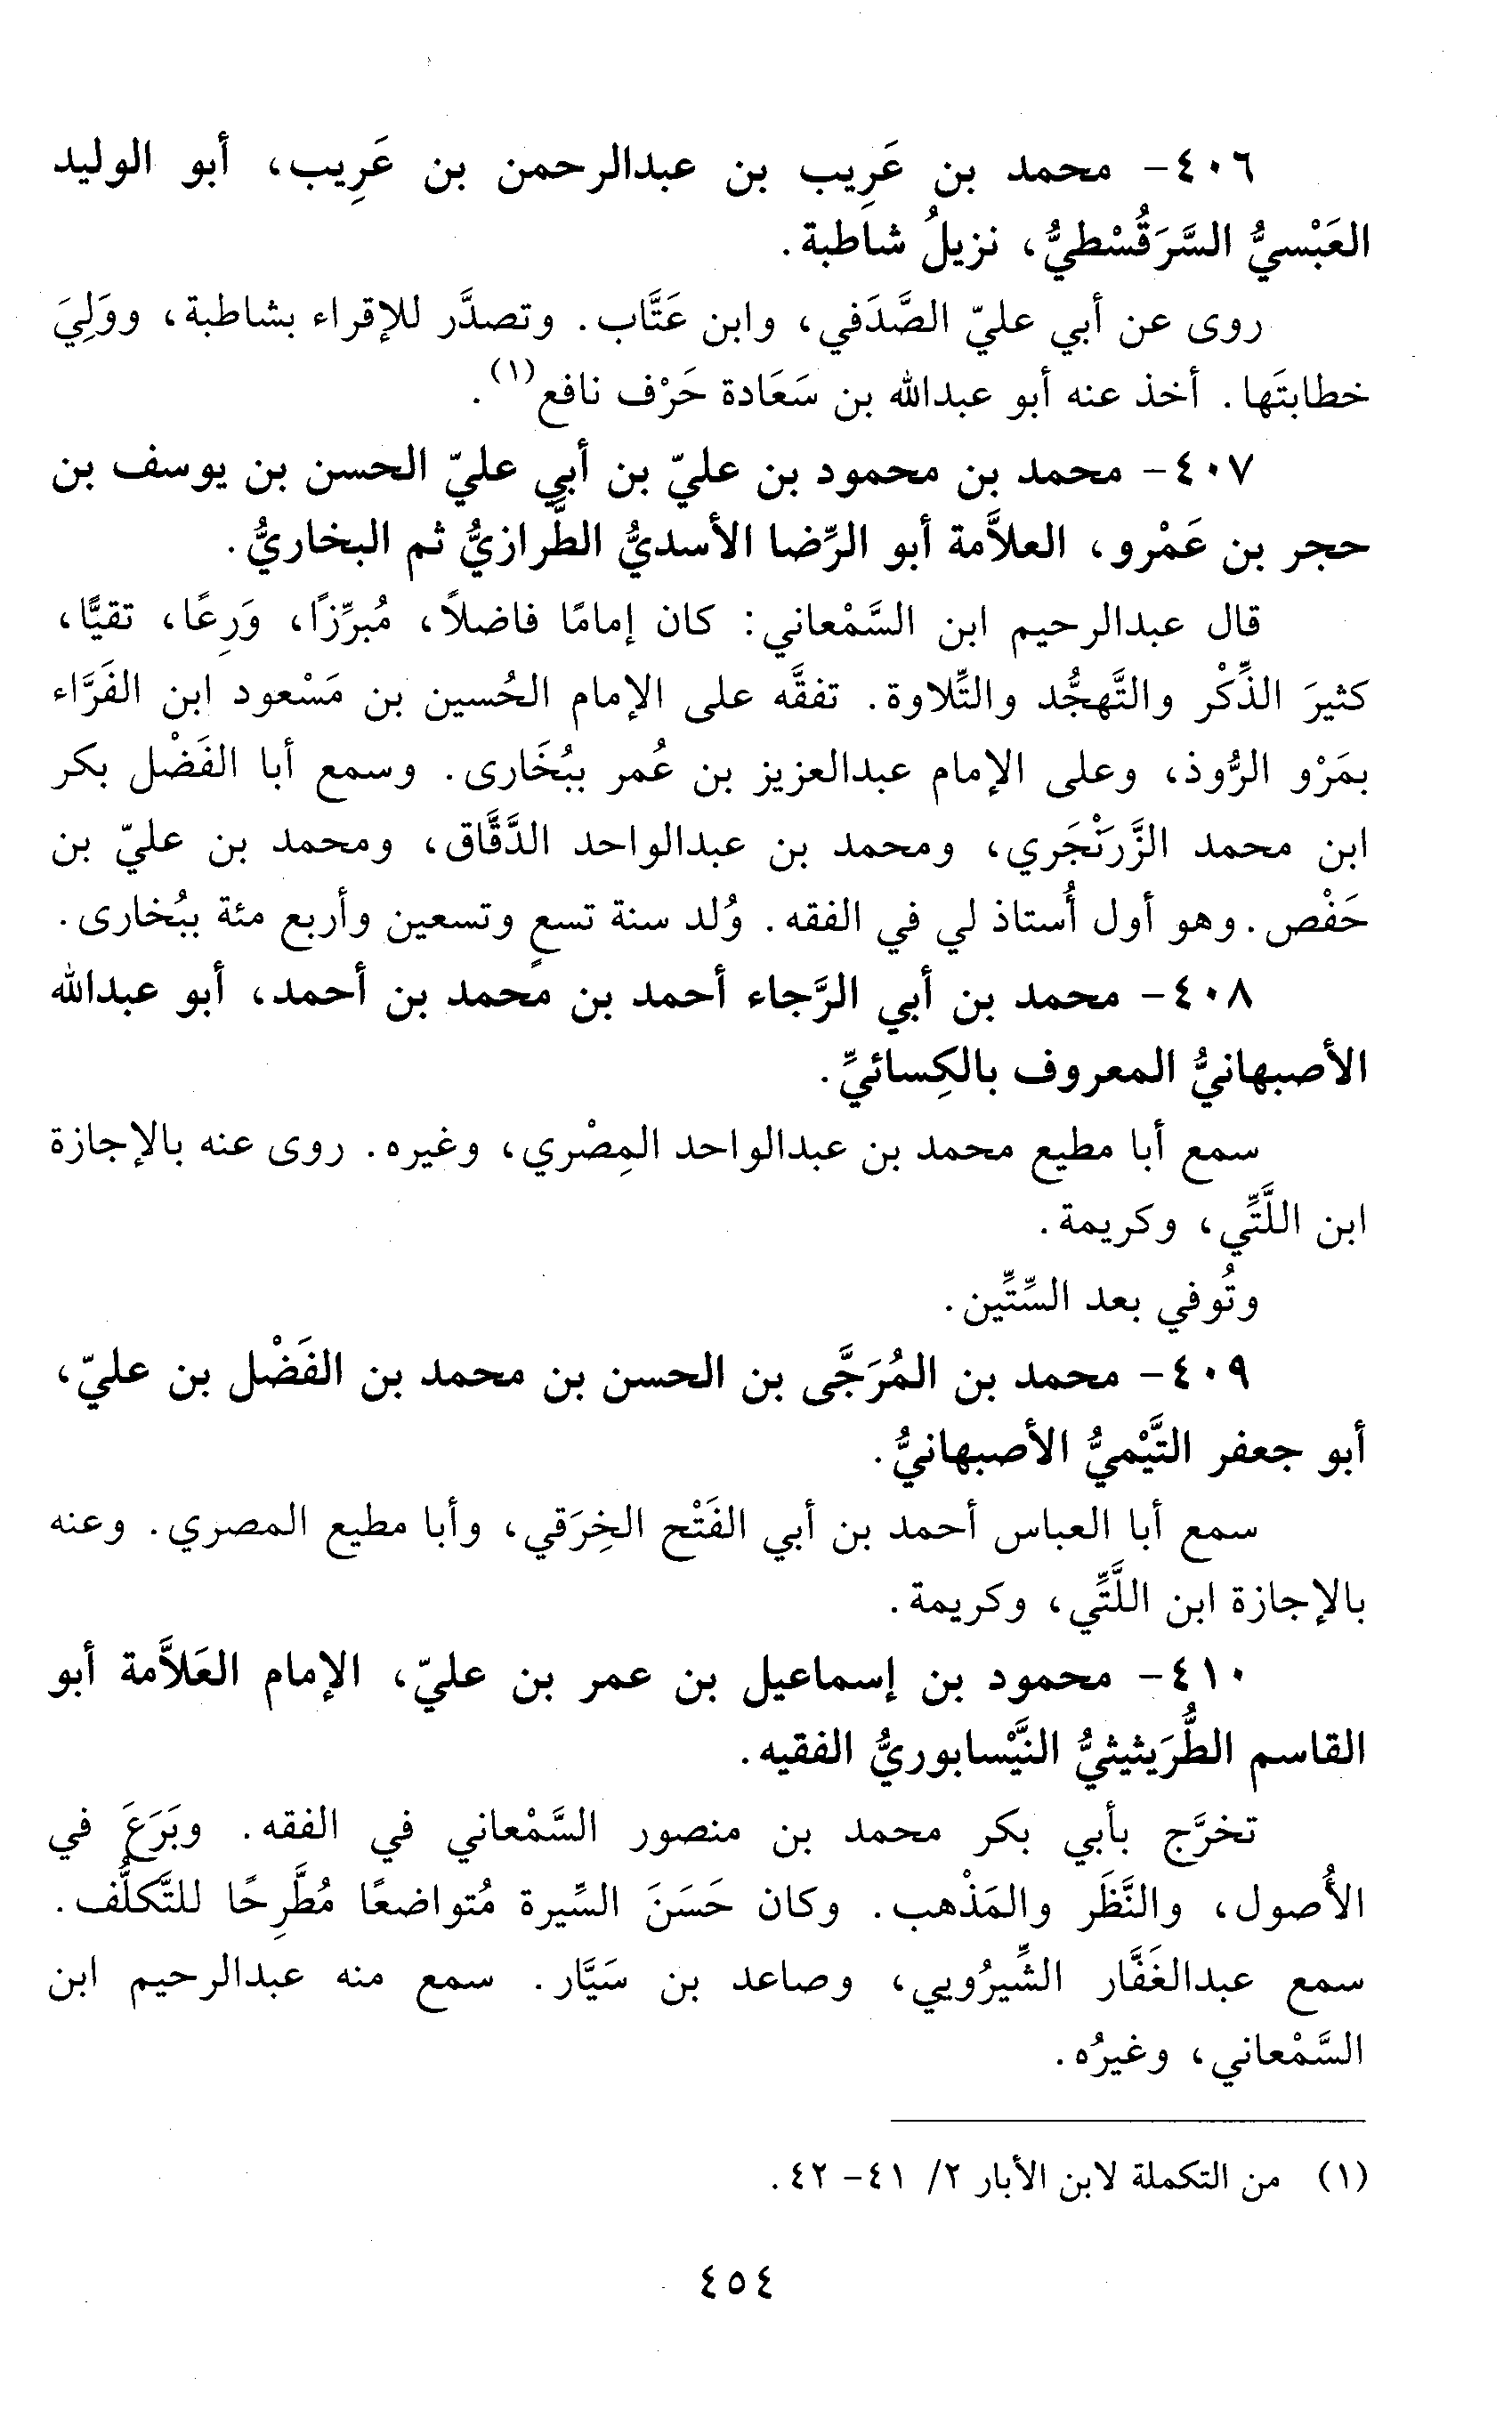 ٤٠٦- محمد بن عَرِيب بن عبدالرحمن بن عَرِيب، أبو الوليد
العَبْسيُّ السَّرَقُسْطيُّ، نزيلُ شاطبة.
روى عن أبي عليّ الصَّدَفي، وابن عَتَّاب. وتصدَّر للإقراء بشاطبة، ووَلِيَ
خطابتَها. أخذ عنه أبو عبدالله بن سَعَادة حَرْف نافع(١).
٤٠٧- محمد بن محمود بن عليّ بن أبي عليّ الحسن بن يوسف بن
حجر بن عَمْرو، العلاَّمة أبو الرِّضا الأسديُّ الطَّرازيُّ ثم البخاريُّ.
قال عبدالرحيم ابن السَّمْعاني: كان إمامًا فاضلاً، مُبرِّزًا، وَرِعًا، تقيًّا،
كثيرَ الذِّكْر والتَّهجُّد والتِّلاوة. تفقَّه على الإمام الحُسين بن مَسْعود ابن الفَرَّاء
بمَرْو الرُّوذ، وعلى الإمام عبدالعزيز بن عُمر ببُخَارى. وسمع أبا الفَضْل بكر
ابن محمد الزَّرَنْجَري، ومحمد بن عبدالواحد الدَّقَّاق، ومحمد بن عليّ بن
حَفْص. وهو أول أُستاذ لي في الفقه. وُلد سنة تسعٍ وتسعين وأربع مئة ببُخارى.
٤٠٨- محمد بن أبي الرَّجاء أحمد بن محمد بن أحمد، أبو عبدالله
الأصبهانيُّ المعروف بالكِسائيِّ.
سمع أبا مطيع محمد بن عبدالواحد المِصْري، وغيره. روى عنه بالإجازة
ابن اللَّتِّي، وكريمة.
وتُوفي بعد السِّتِّين.
٤٠٩- محمد بن المُرَجَّى بن الحسن بن محمد بن الفَضْل بن عليّ،
أبو جعفر التَّيْميُّ الأصبهانيُّ.
سمع أبا العباس أحمد بن أبي الفَتْح الخِرَقي، وأبا مطيع المصري. وعنه
بالإجازة ابن اللَّتِّي، وكريمة.
٤١٠- محمود بن إسماعيل بن عمر بن عليّ، الإمام العَلاَّمة أبو
القاسم الطُّرَيثيثيُّ النَّيْسابوريُّ الفقيه.
تخرَّج بأبي بكر محمد بن منصور السَّمْعاني في الفقه. وبَرَعَ في
الأُصول، والنَّظَر والمَذْهب. وكان حَسَنَ السِّيرة مُتواضعًا مُطَّرِحًا للتَّكلُّف.
سمع عبدالغَفَّار الشِّيرُويي، وصاعد بن سَيَّار. سمع منه عبدالرحيم ابن
السَّمْعاني، وغيرُه.
(١) من التكملة لابن الأبار ٢/ ٤١- ٤٢.
٤٥٤